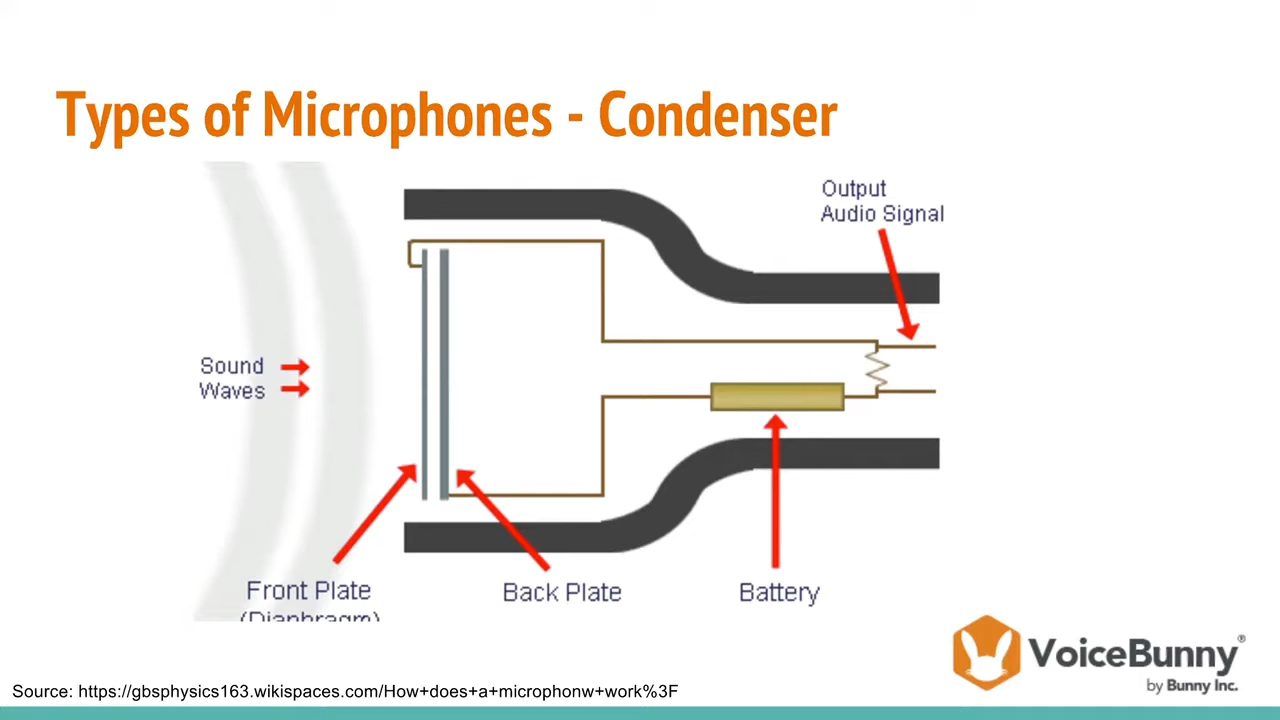 Types of Microphones - Condenser
Output
Audio Signal
Sound
Waves
Front Plate
(Diaphragm)
Back Plate
Battery
VoiceBunny®
by Bunny Inc.
Source: https://gbsphysics163.wikispaces.com/How+does+a+microphonw+work%3F